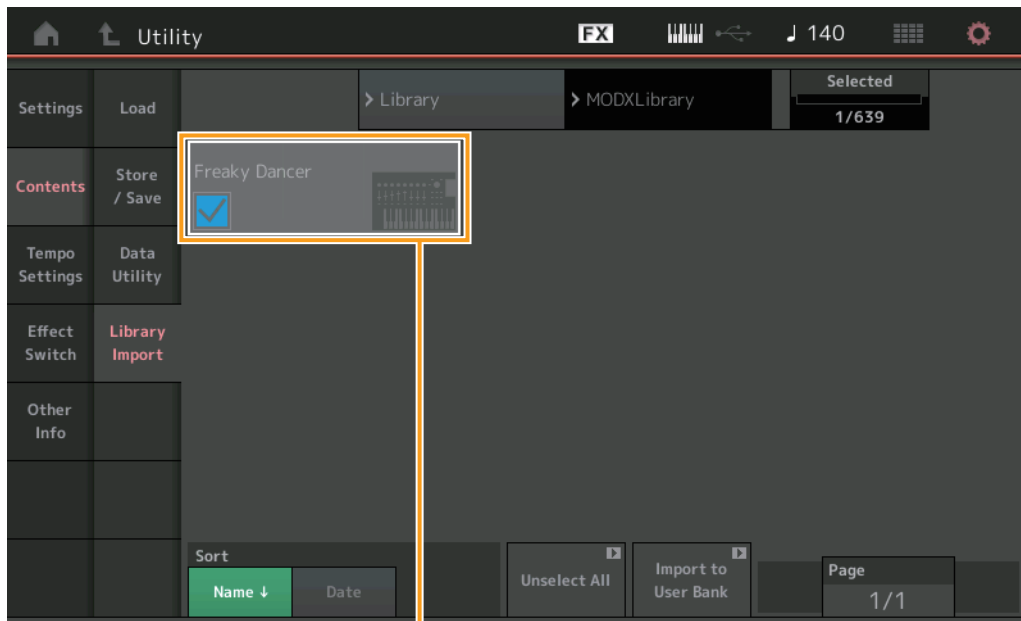 Utility
FX
♩ 140
Settings
Load
> Library
> MODXLibrary
Selected
1/639
Contents
Store
/ Save
Freaky Dancer
Tempo
Settings
Data
Utility
Effect
Switch
Library
Import
Other
Info
Sort
Name ↓
Date
Unselect All
Import to
User Bank
Page
1/1